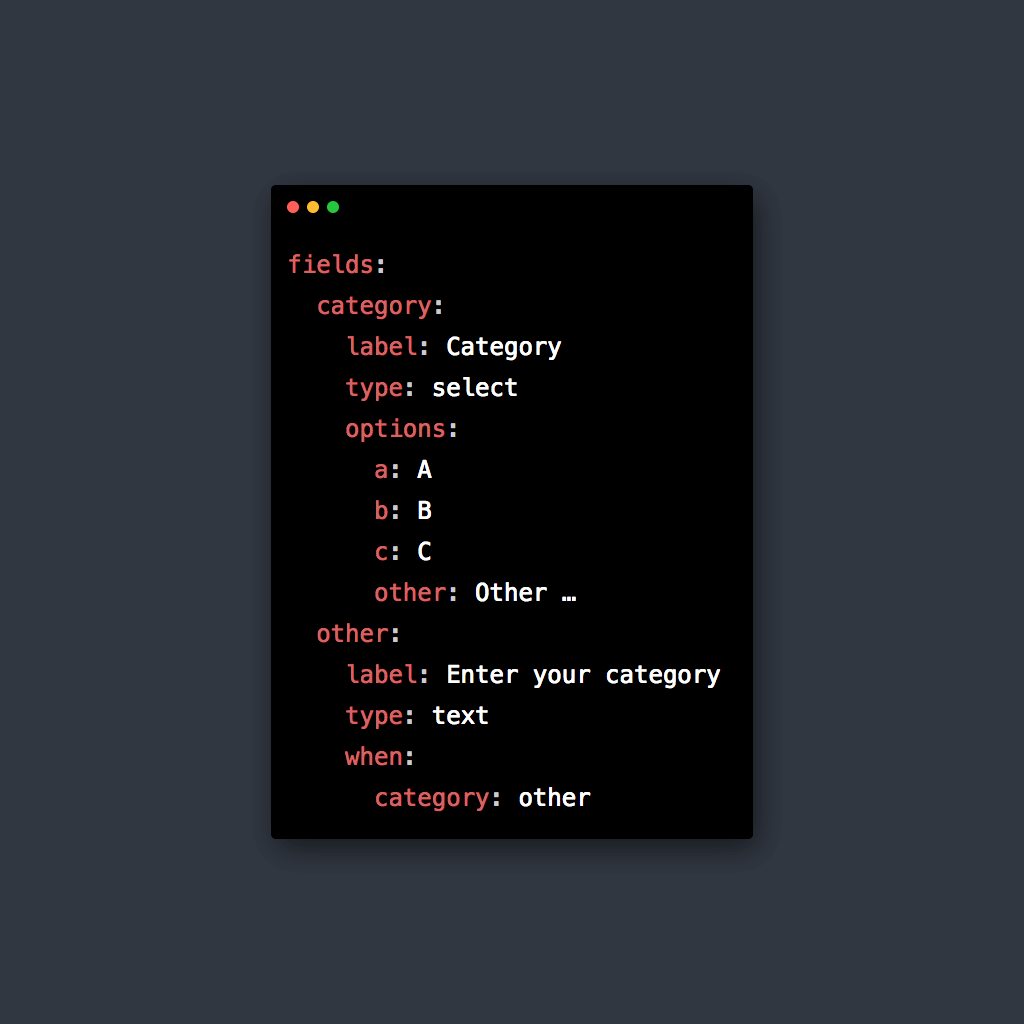 fields:
  category:
    label: Category
    type: select
    options:
      a: A
      b: B
      c: C
      other: Other …
  other:
    label: Enter your category
    type: text
    when:
      category: other